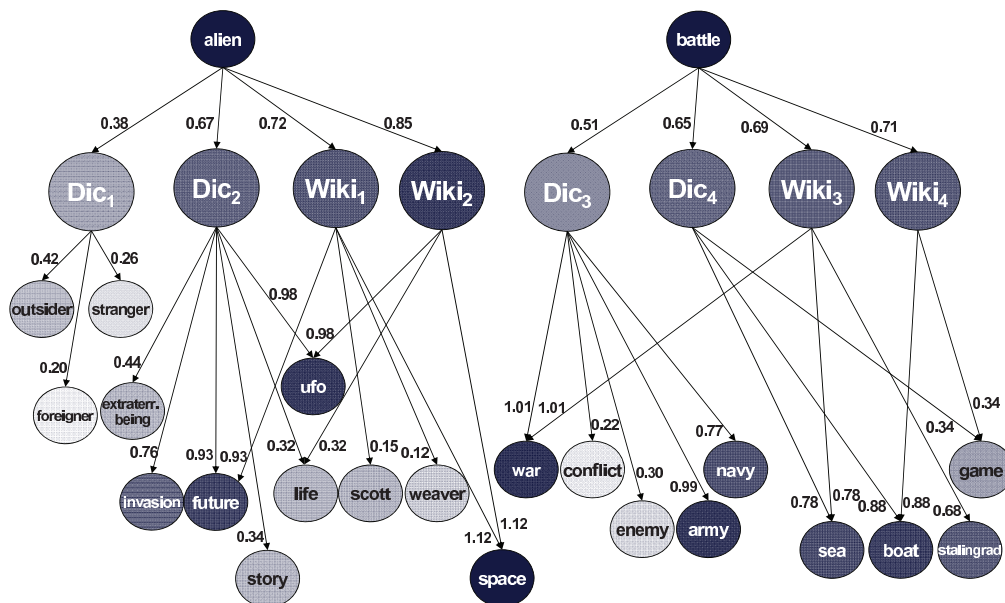 alien
battle
0.38
0.67
0.72
0.85
0.51
0.65
0.69
0.71
Dic1
Dic2
Wiki1
Wiki2
Dic3
Dic4
Wiki3
Wiki4
0.42
0.26
0.98
outsider
stranger
0.98
0.20
0.44
ufo
foreigner
extraterr.
being
1.01
1.01
0.22
0.77
0.34
0.34
0.76
0.93
0.93
0.32
0.32
0.15
0.12
0.30
0.99
war
conflict
navy
game
invasion
future
life
scott
weaver
0.34
1.12
1.12
enemy
army
0.78
0.78
0.88
0.88
0.68
story
space
sea
boat
stalingrad